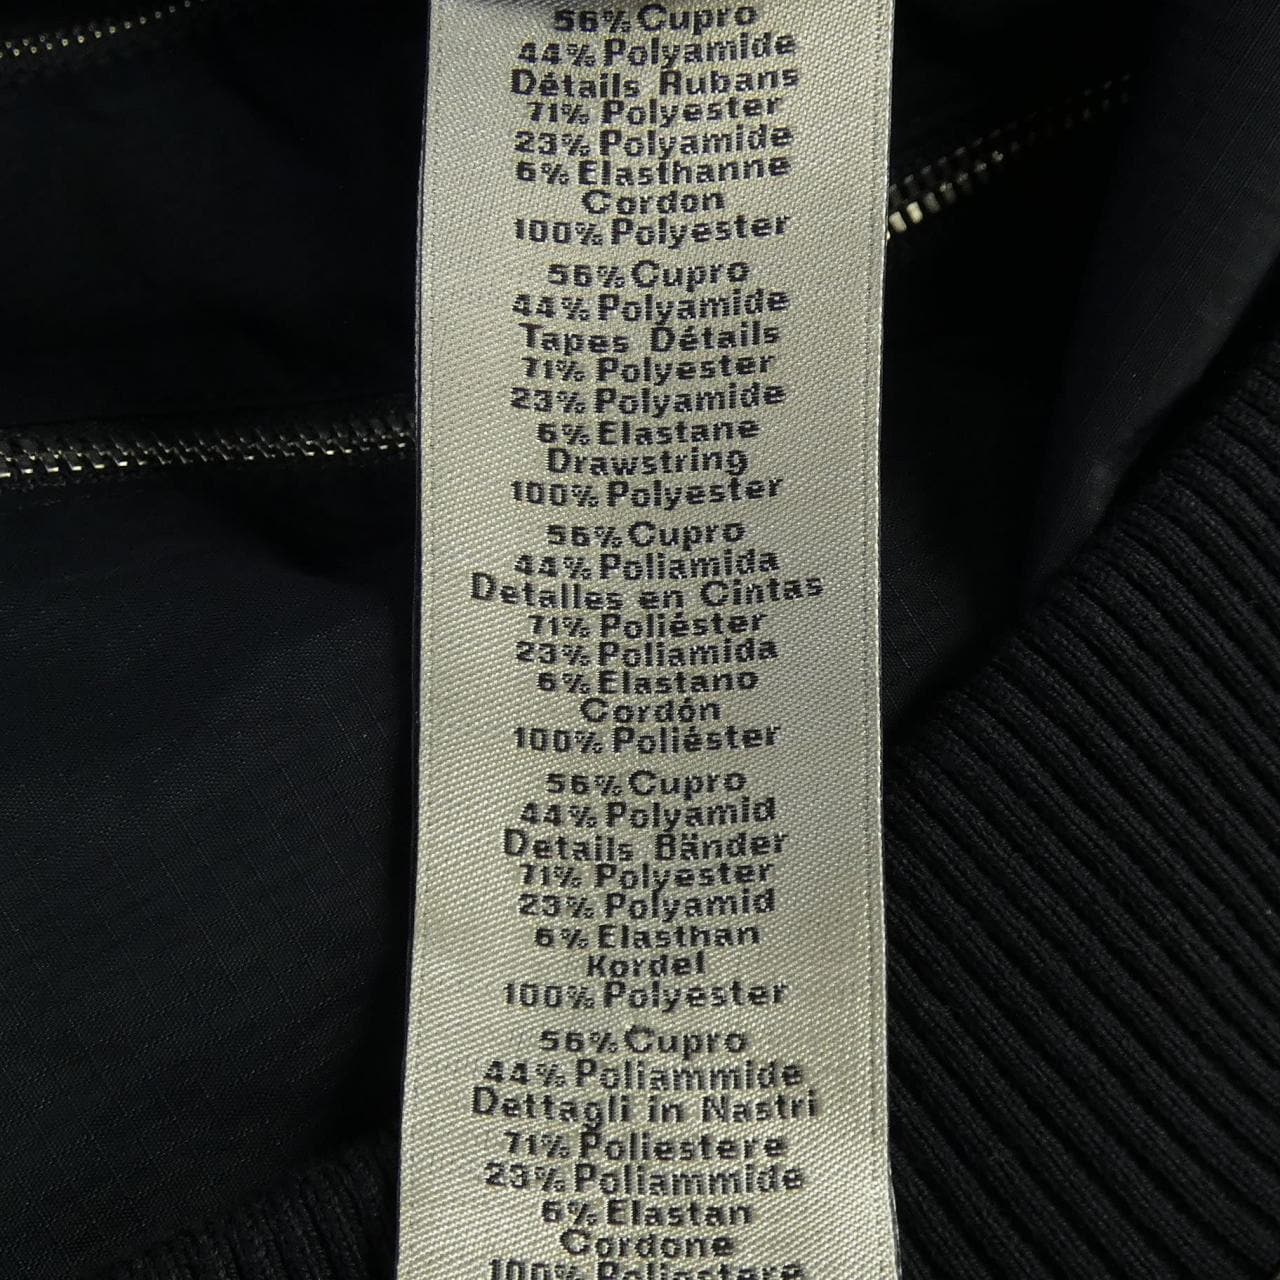 56% Cupro
44% Polyamide
Détails Rubans
71% Polyester
23% Polyamide
6% Elasthanne
Cordon
100% Polyester
56% Cupro
44% Polyamide
Tapes Détails
71% Polyester
23% Polyamide
6% Elastane
Drawstring
100% Polyester
56% Cupro
44% Poliamida
Detalles en Cintas
71% Poliéster
23% Poliamida
6% Elastano
Cordón
100% Poliéster
56% Cupro
44% Polyamid
Details Bänder
71% Polyester
23% Polyamid
6% Elasthan
Kordel
100% Polyester
56% Cupro
44% Poliammide
Dettagli in Nastri
71% Poliestere
23% Poliammide
6% Elastan
Cordone
100% Poliestere